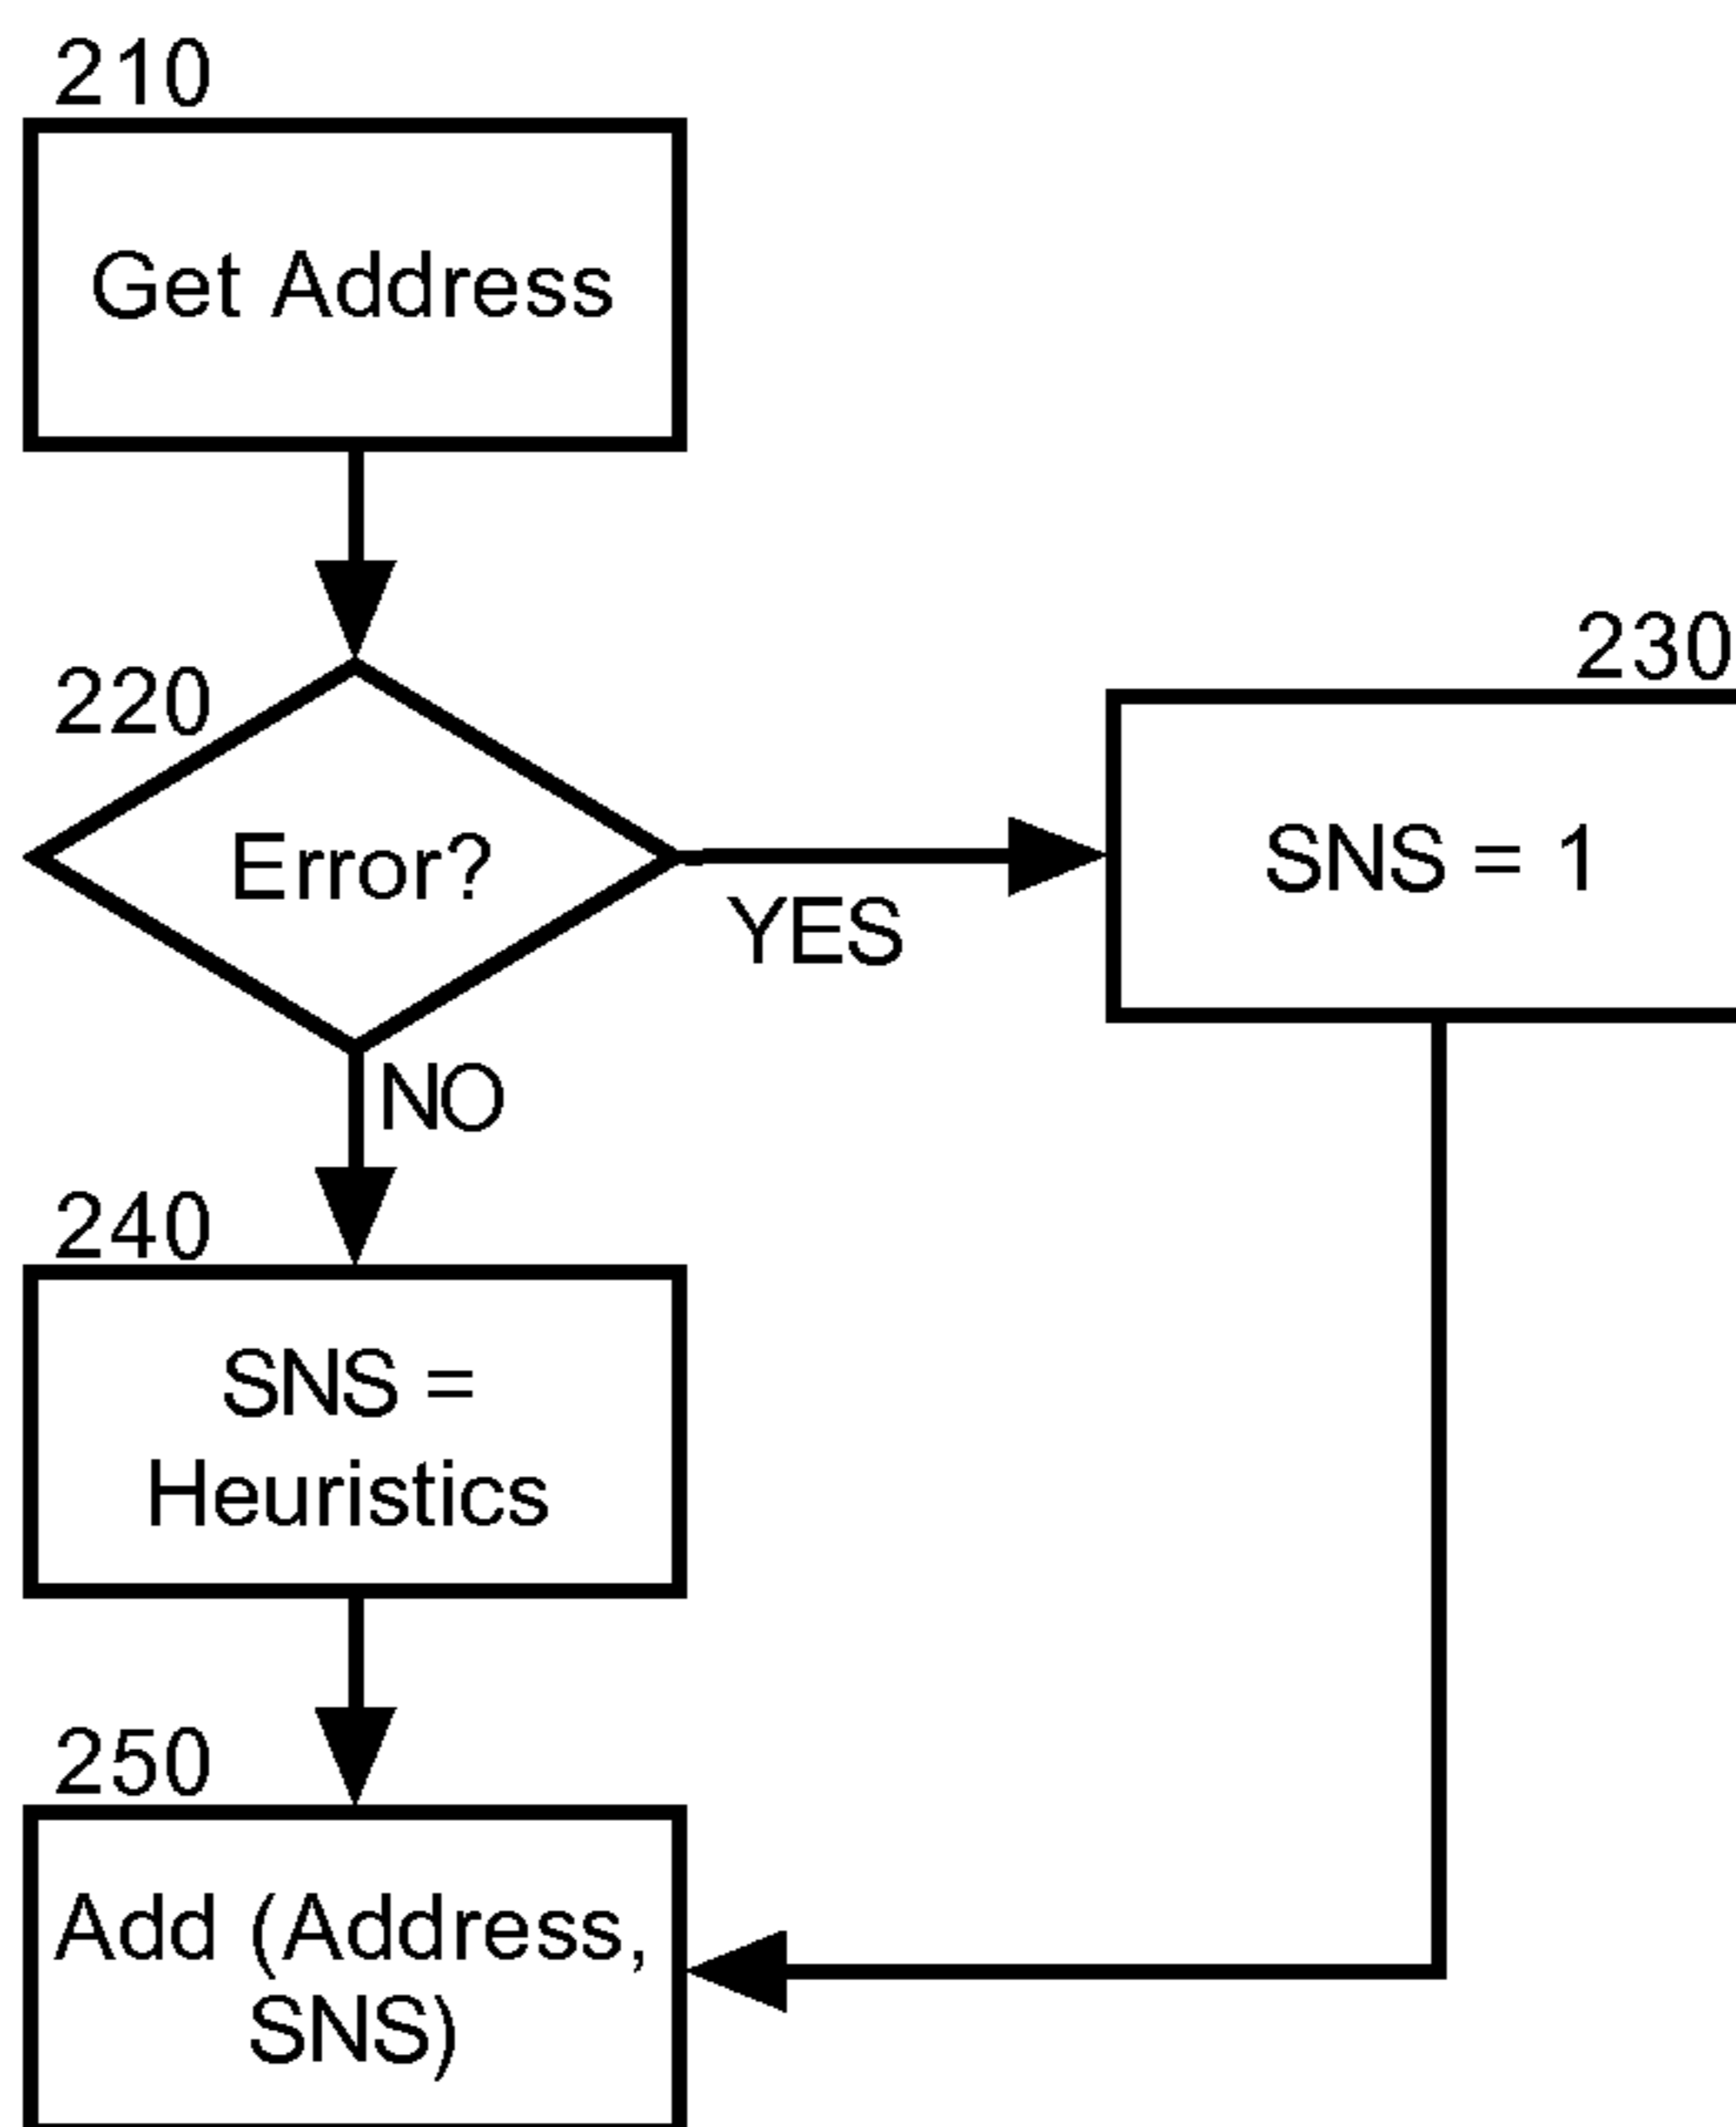 210
Get Address
220
Error?
YES
NO
230
SNS = 1
240
SNS =
Heuristics
250
Add (Address,
SNS)